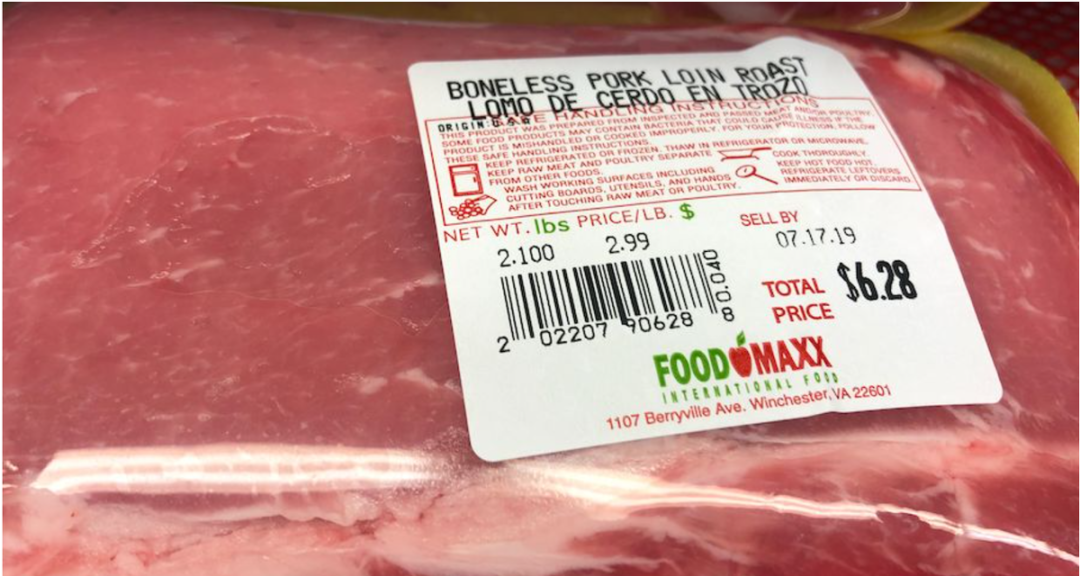 BONELESS PORK LOIN ROAST
LOMO DE CERDO EN TROZO
SAFE HANDLING INSTRUCTIONS
ORIGIN:U.S.A
THIS PRODUCT WAS PREPARED FROM INSPECTED AND PASSED MEAT AND/OR POULTRY.
SOME FOOD PRODUCTS MAY CONTAIN BACTERIA THAT COULD CAUSE ILLNESS IF THE
PRODUCT IS MISHANDLED OR COOKED IMPROPERLY. FOR YOUR PROTECTION, FOLLOW
THESE SAFE HANDLING INSTRUCTIONS.
KEEP REFRIGERATED OR FROZEN. THAW IN REFRIGERATOR OR MICROWAVE.
KEEP RAW MEAT AND POULTRY SEPARATE
FROM OTHER FOODS.
WASH WORKING SURFACES INCLUDING
CUTTING BOARDS, UTENSILS, AND HANDS
AFTER TOUCHING RAW MEAT OR POULTRY.
COOK THOROUGHLY.
KEEP HOT FOOD HOT.
REFRIGERATE LEFTOVERS
IMMEDIATELY OR DISCARD.
NET WT. lbs PRICE/LB. $
2.100 2.99
SELL BY
07.17.19
2 02207 90628 8
0.040
TOTAL PRICE $6.28
FOODMAXX
INTERNATIONAL FOOD
1107 Berryville Ave. Winchester, VA 22601